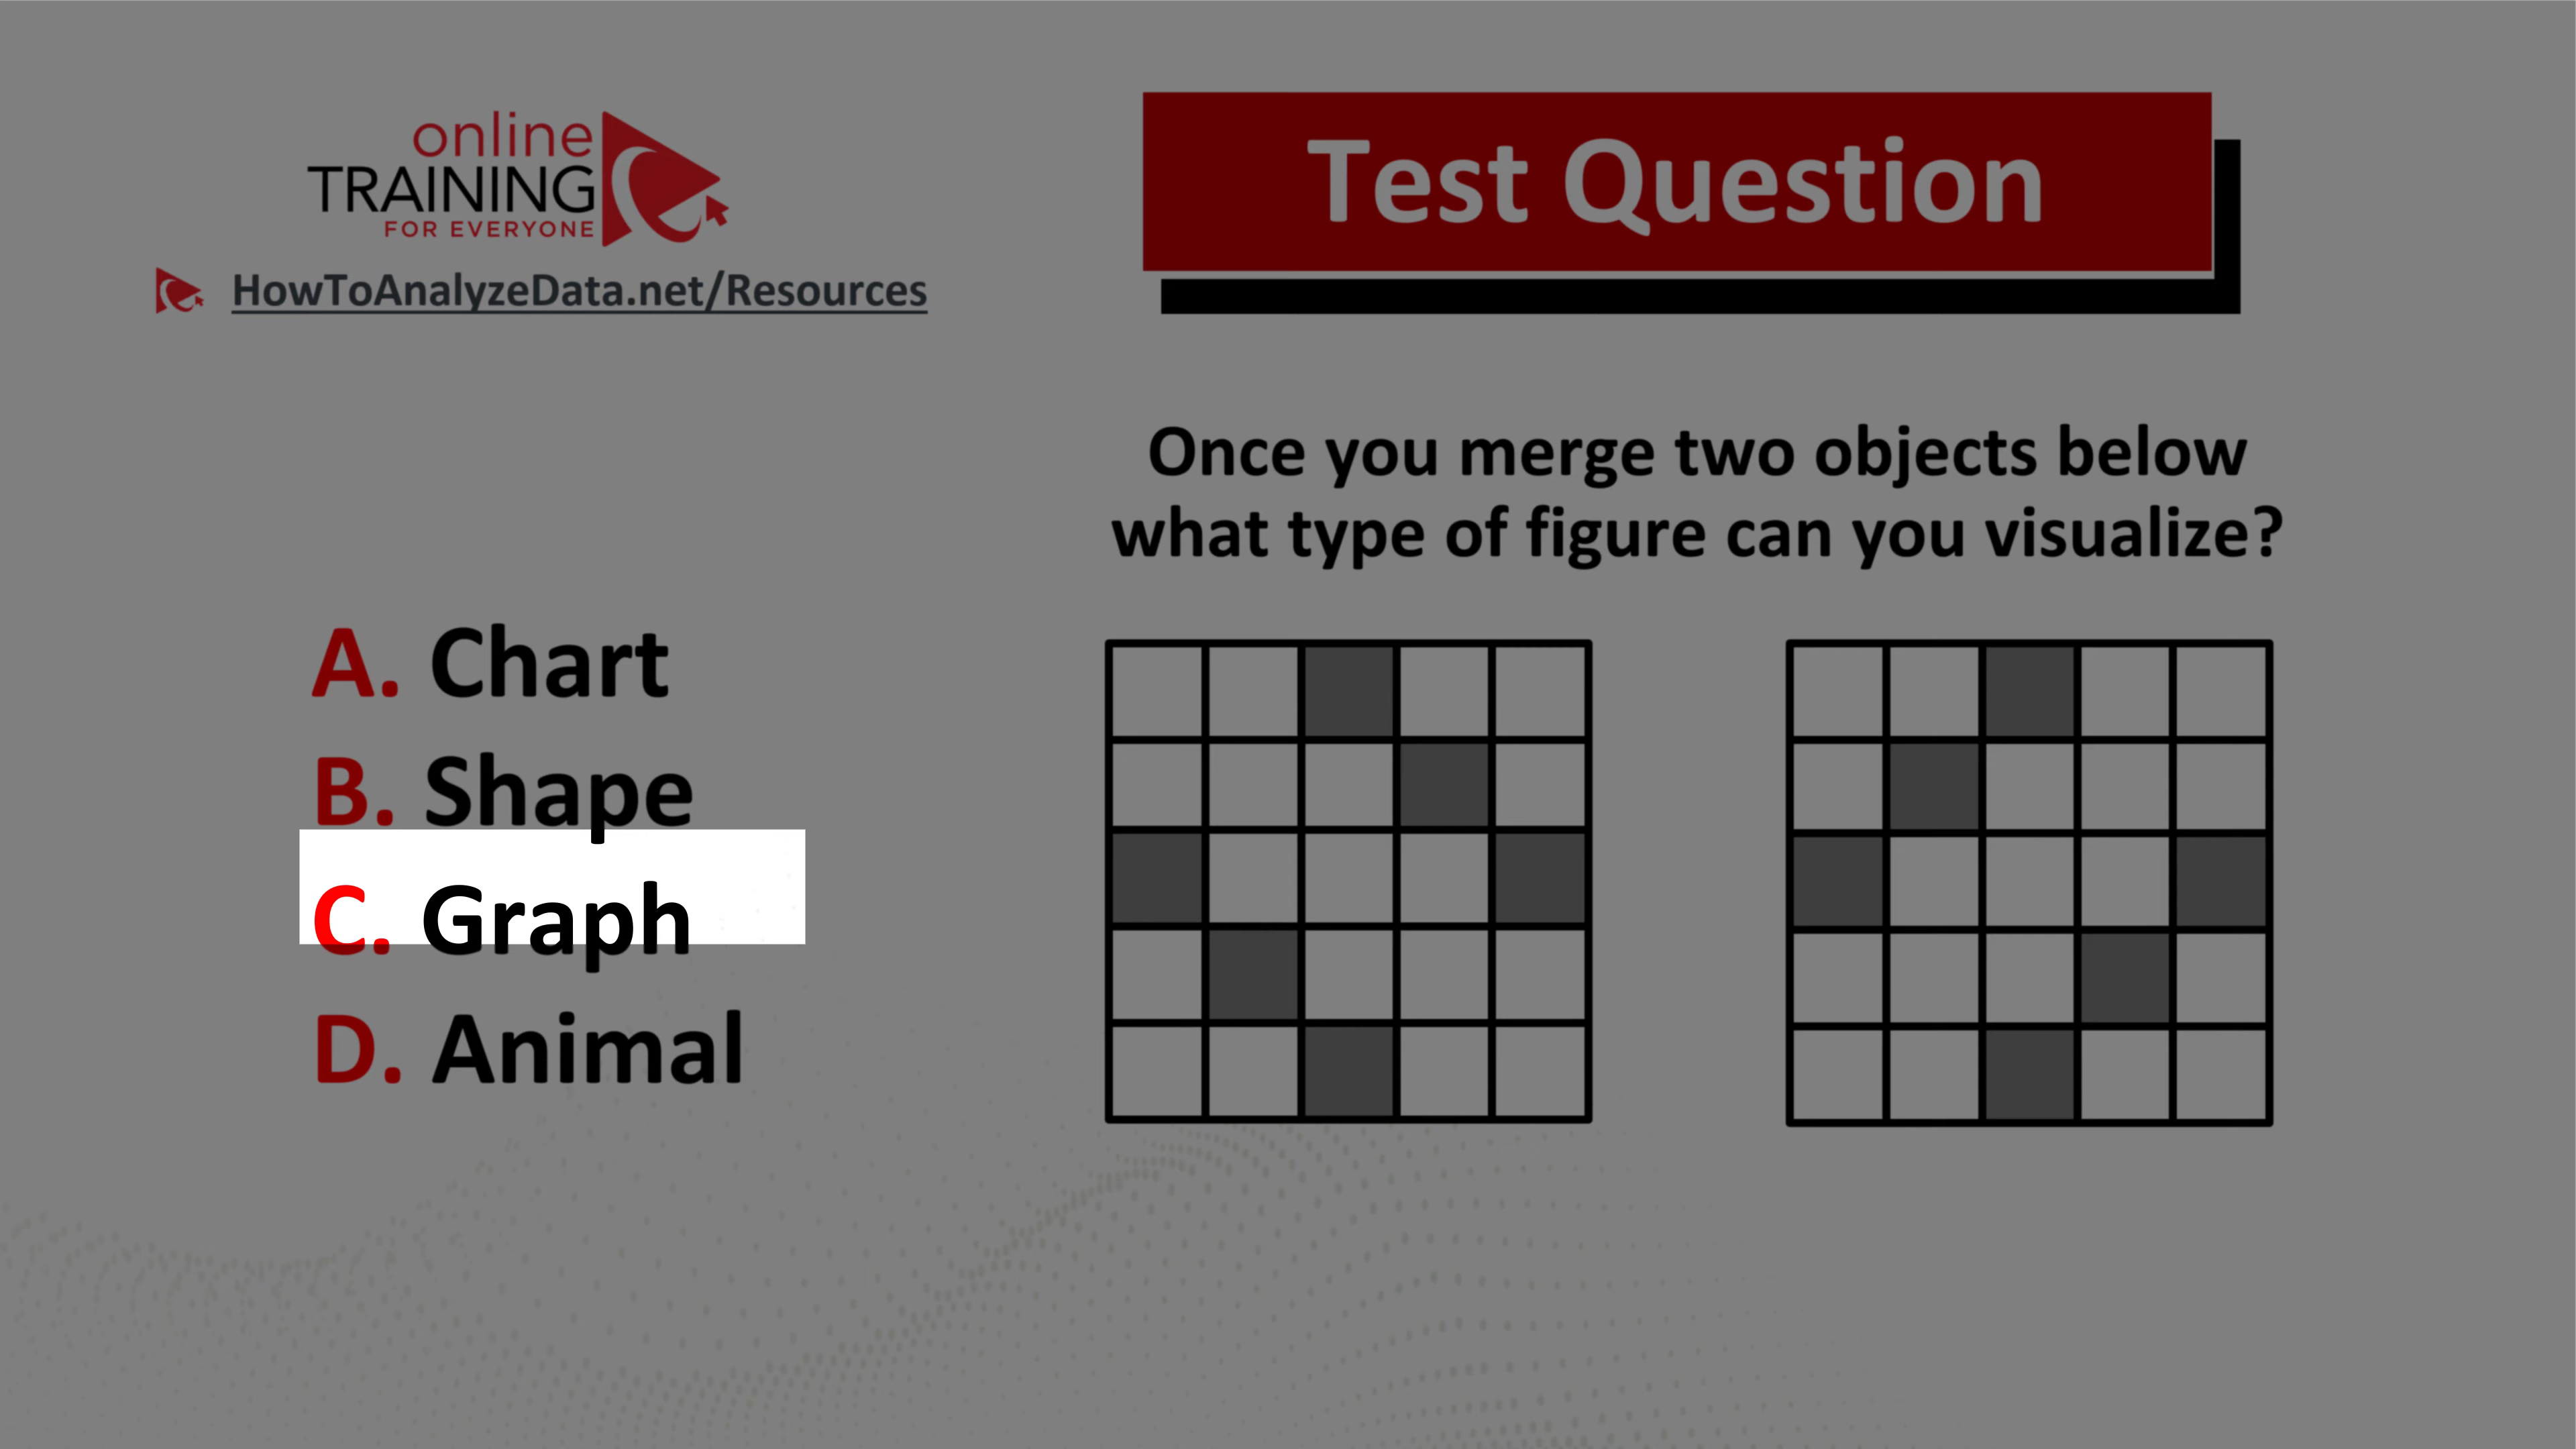 online
TRAINING
FOR EVERYONE
HowToAnalyzeData.net/Resources
Test Question
Once you merge two objects below
what type of figure can you visualize?
A. Chart
B. Shape
C. Graph
D. Animal